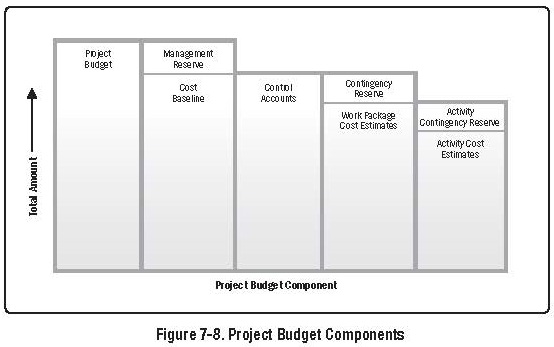 Project
Budget
Management
Reserve
Cost
Baseline
Control
Accounts
Contingency
Reserve
Work Package
Cost Estimates
Activity
Contingency Reserve
Activity Cost
Estimates
Total Amount
Project Budget Component
Figure 7-8. Project Budget Components